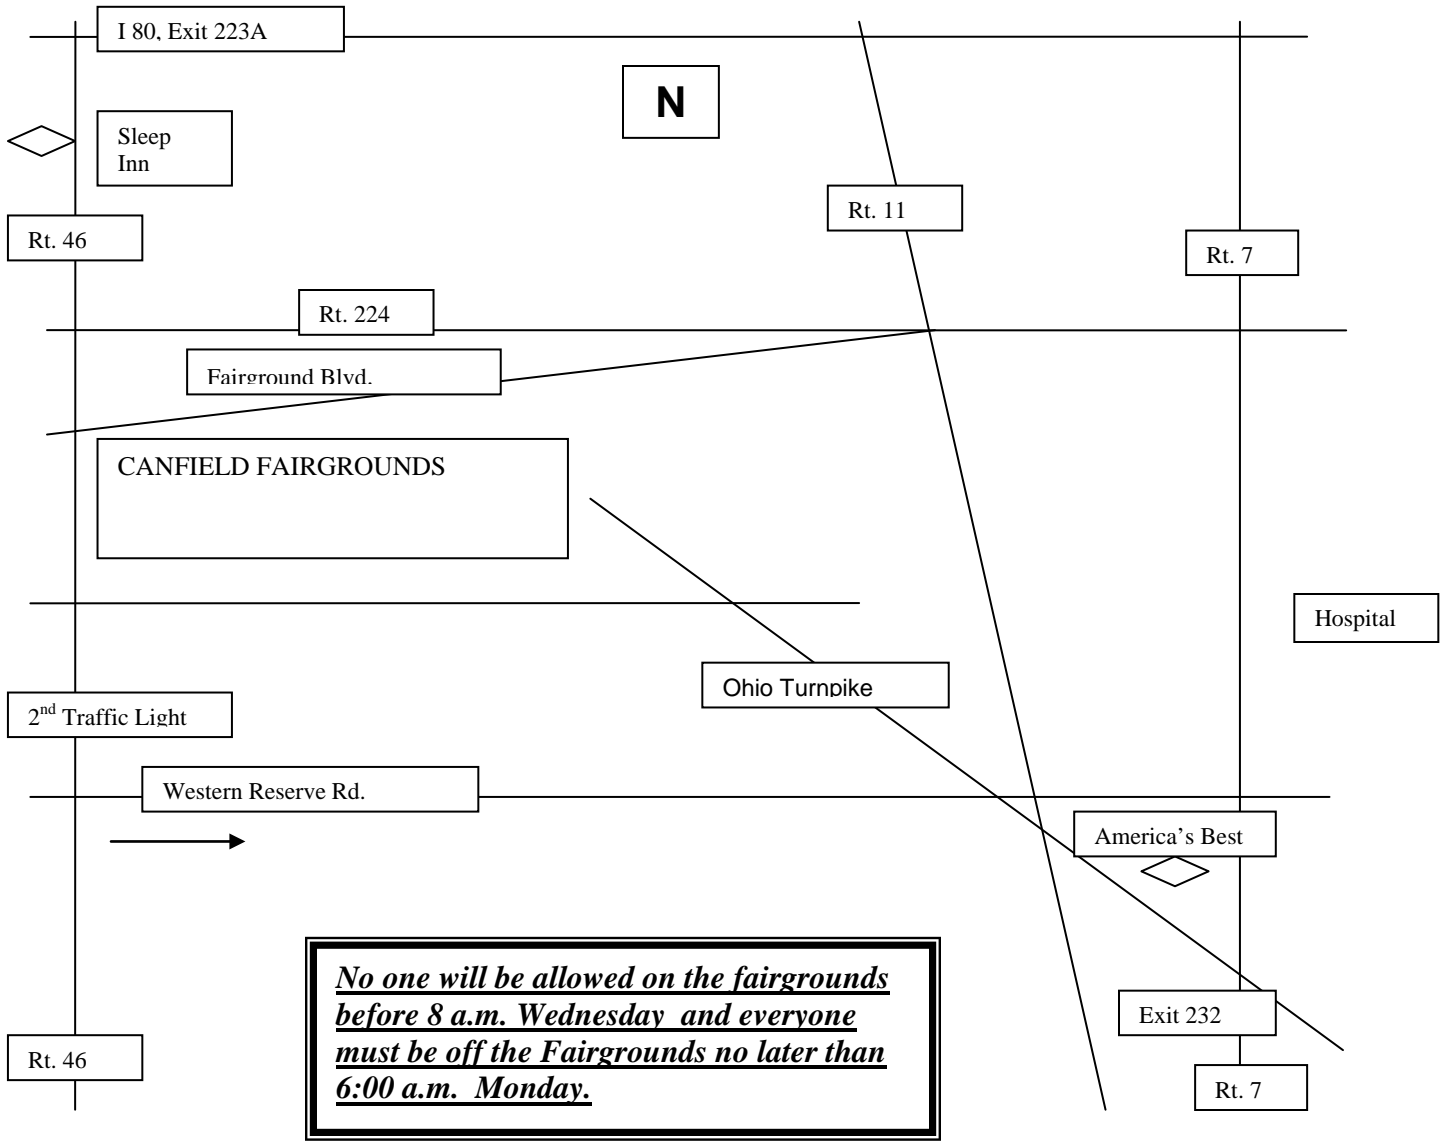 I 80, Exit 223A
N
Sleep
Inn
Rt. 11
Rt. 46
Rt. 7
Rt. 224
Fairground Blvd.
CANFIELD FAIRGROUNDS
Hospital
Ohio Turnpike
2nd Traffic Light
Western Reserve Rd.
America’s Best
No one will be allowed on the fairgrounds
before 8 a.m. Wednesday  and everyone
must be off the Fairgrounds no later than
6:00 a.m.  Monday.
Exit 232
Rt. 46
Rt. 7